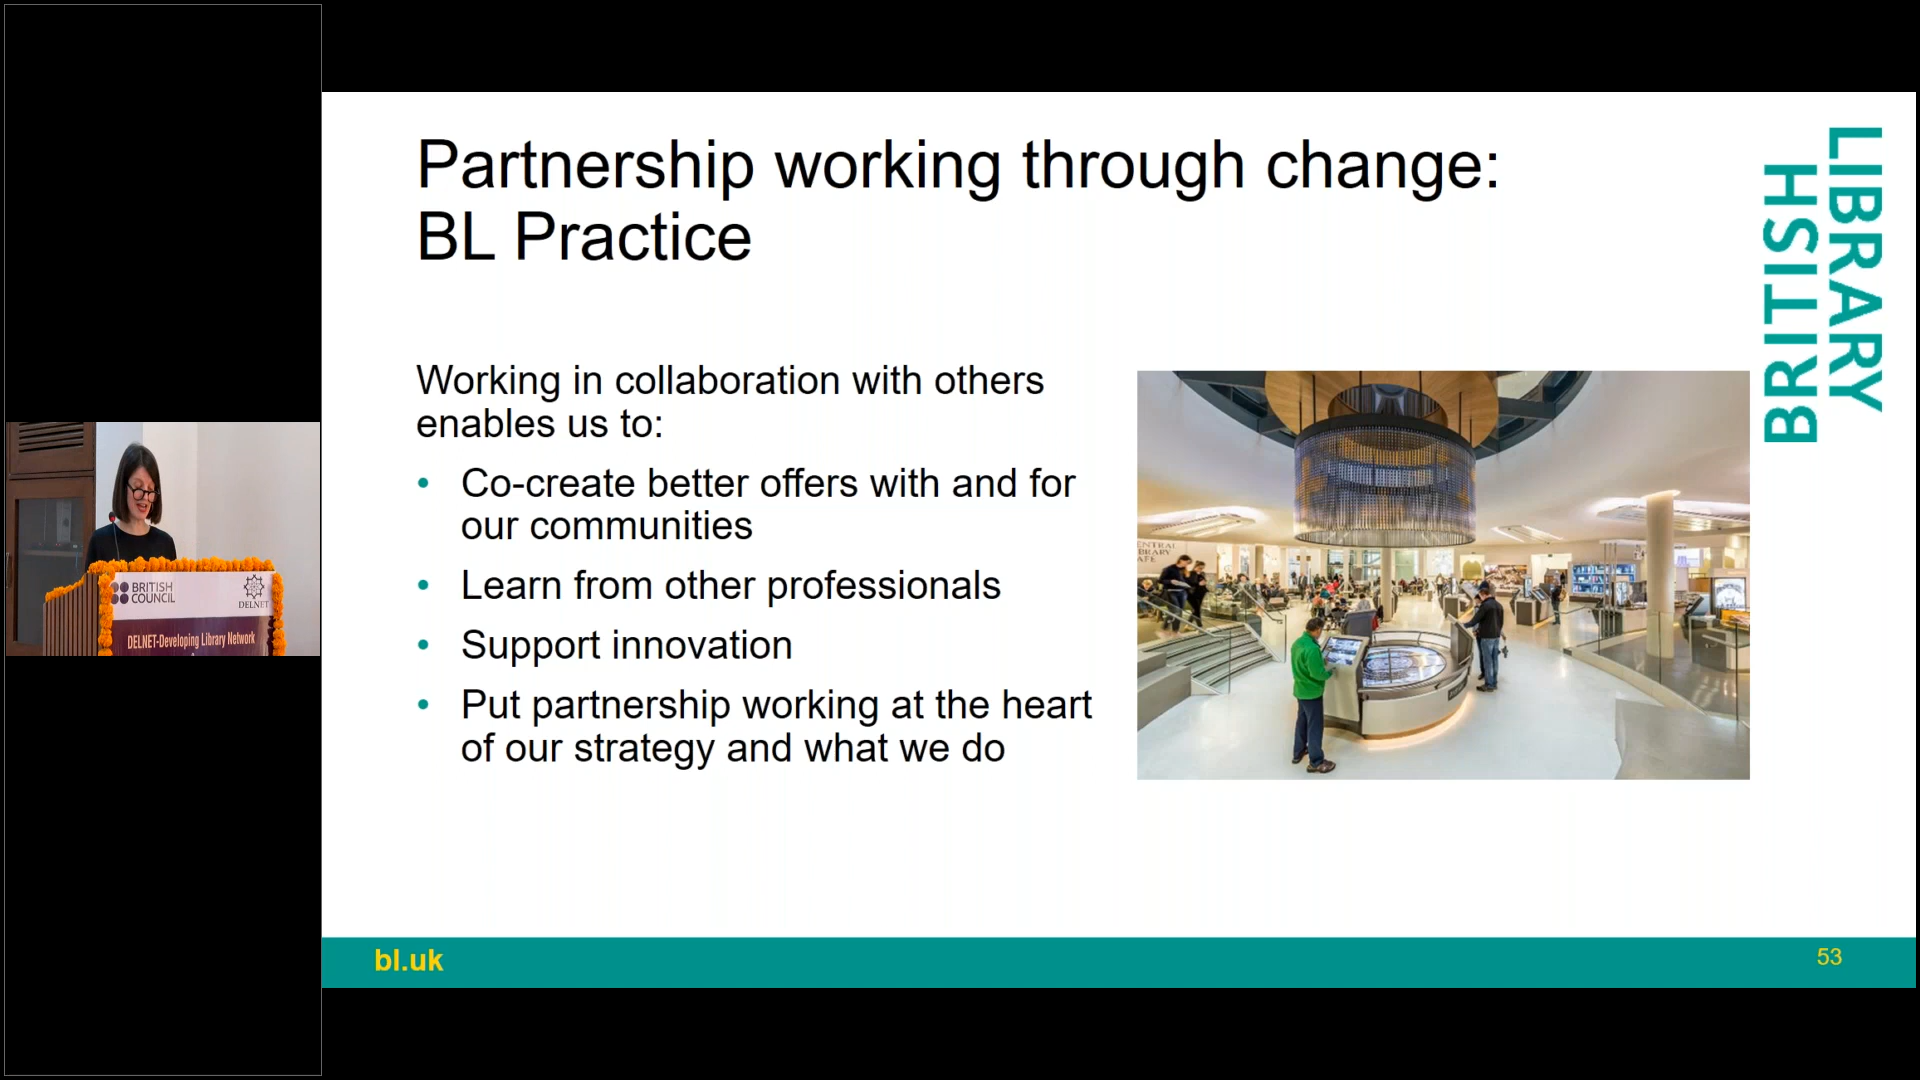 Partnership working through change:
BL Practice
Working in collaboration with others
enables us to:
• Co-create better offers with and for
our communities
• Learn from other professionals
• Support innovation
• Put partnership working at the heart
of our strategy and what we do
BRITISH
LIBRARY
bl.uk
53
BRITISH
COUNCIL
DELNET
DELNET-Developing Library Network